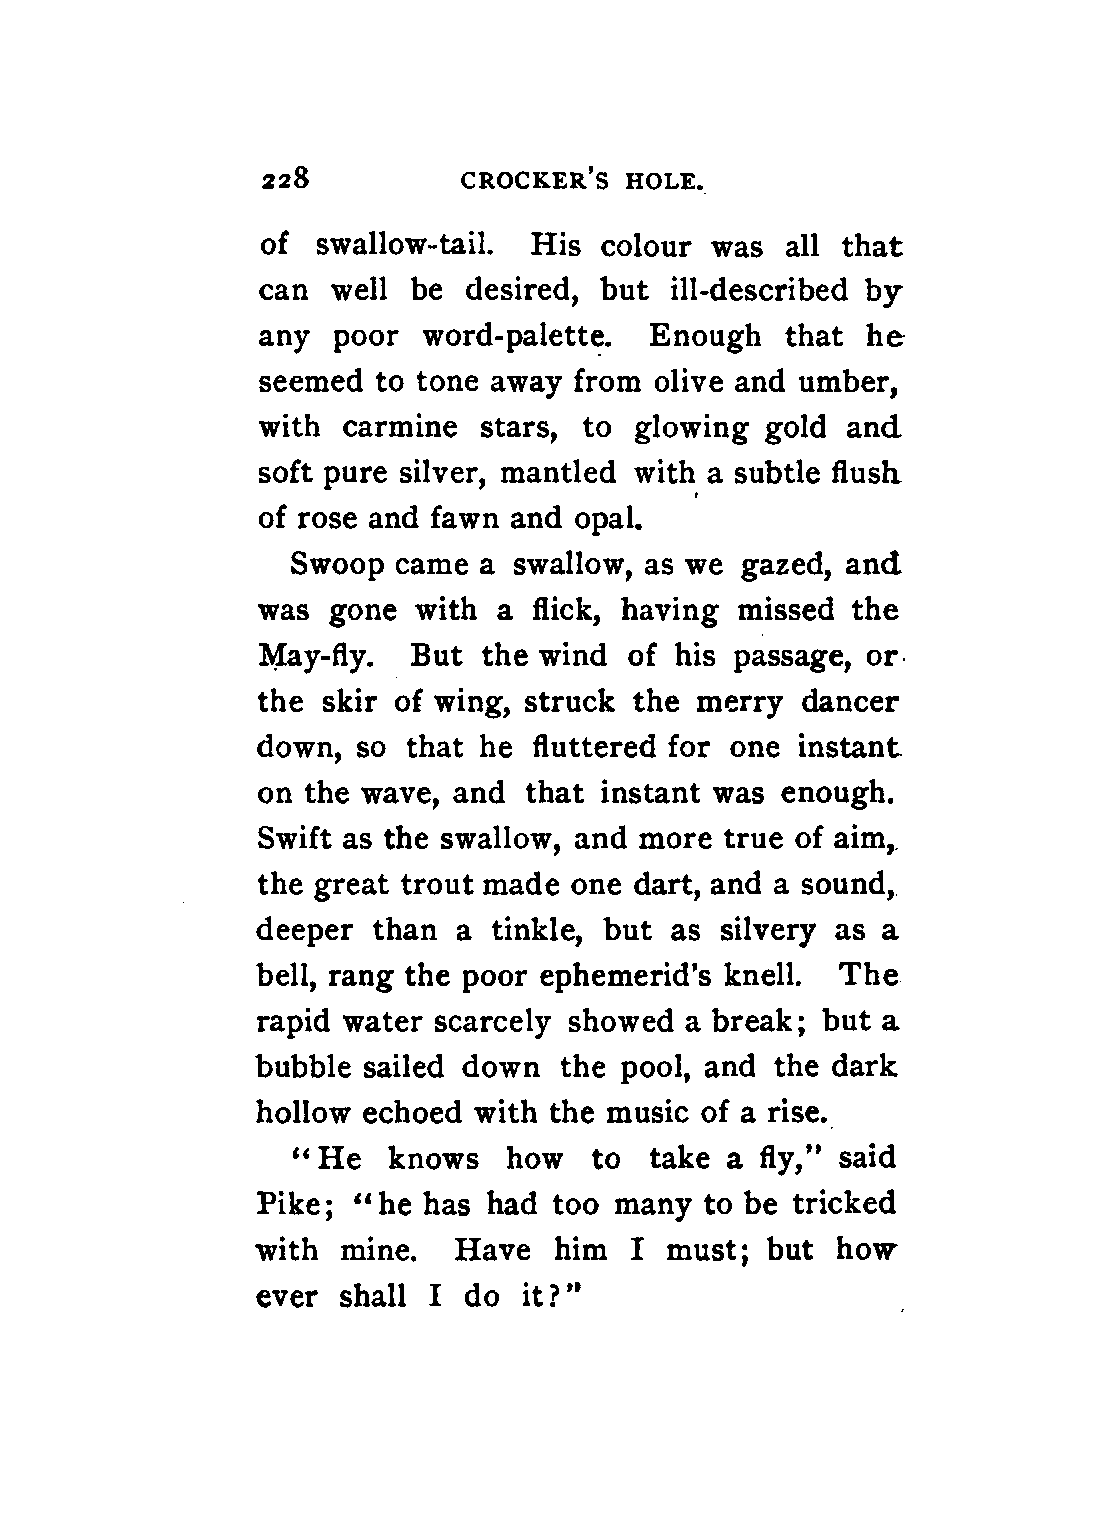 228 CROCKER'S HOLE.
of swallow-tail. His colour was all that
can well be desired, but ill-described by
any poor word-palette. Enough that he
seemed to tone away from olive and umber,
with carmine stars, to glowing gold and
soft pure silver, mantled with a subtle flush
of rose and fawn and opal.
Swoop came a swallow, as we gazed, and
was gone with a flick, having missed the
May-fly. But the wind of his passage, or
the skir of wing, struck the merry dancer
down, so that he fluttered for one instant
on the wave, and that instant was enough.
Swift as the swallow, and more true of aim,
the great trout made one dart, and a sound,
deeper than a tinkle, but as silvery as a
bell, rang the poor ephemerid's knell. The
rapid water scarcely showed a break; but a
bubble sailed down the pool, and the dark
hollow echoed with the music of a rise.
"He knows how to take a fly," said
Pike; "he has had too many to be tricked
with mine. Have him I must; but how
ever shall I do it?"